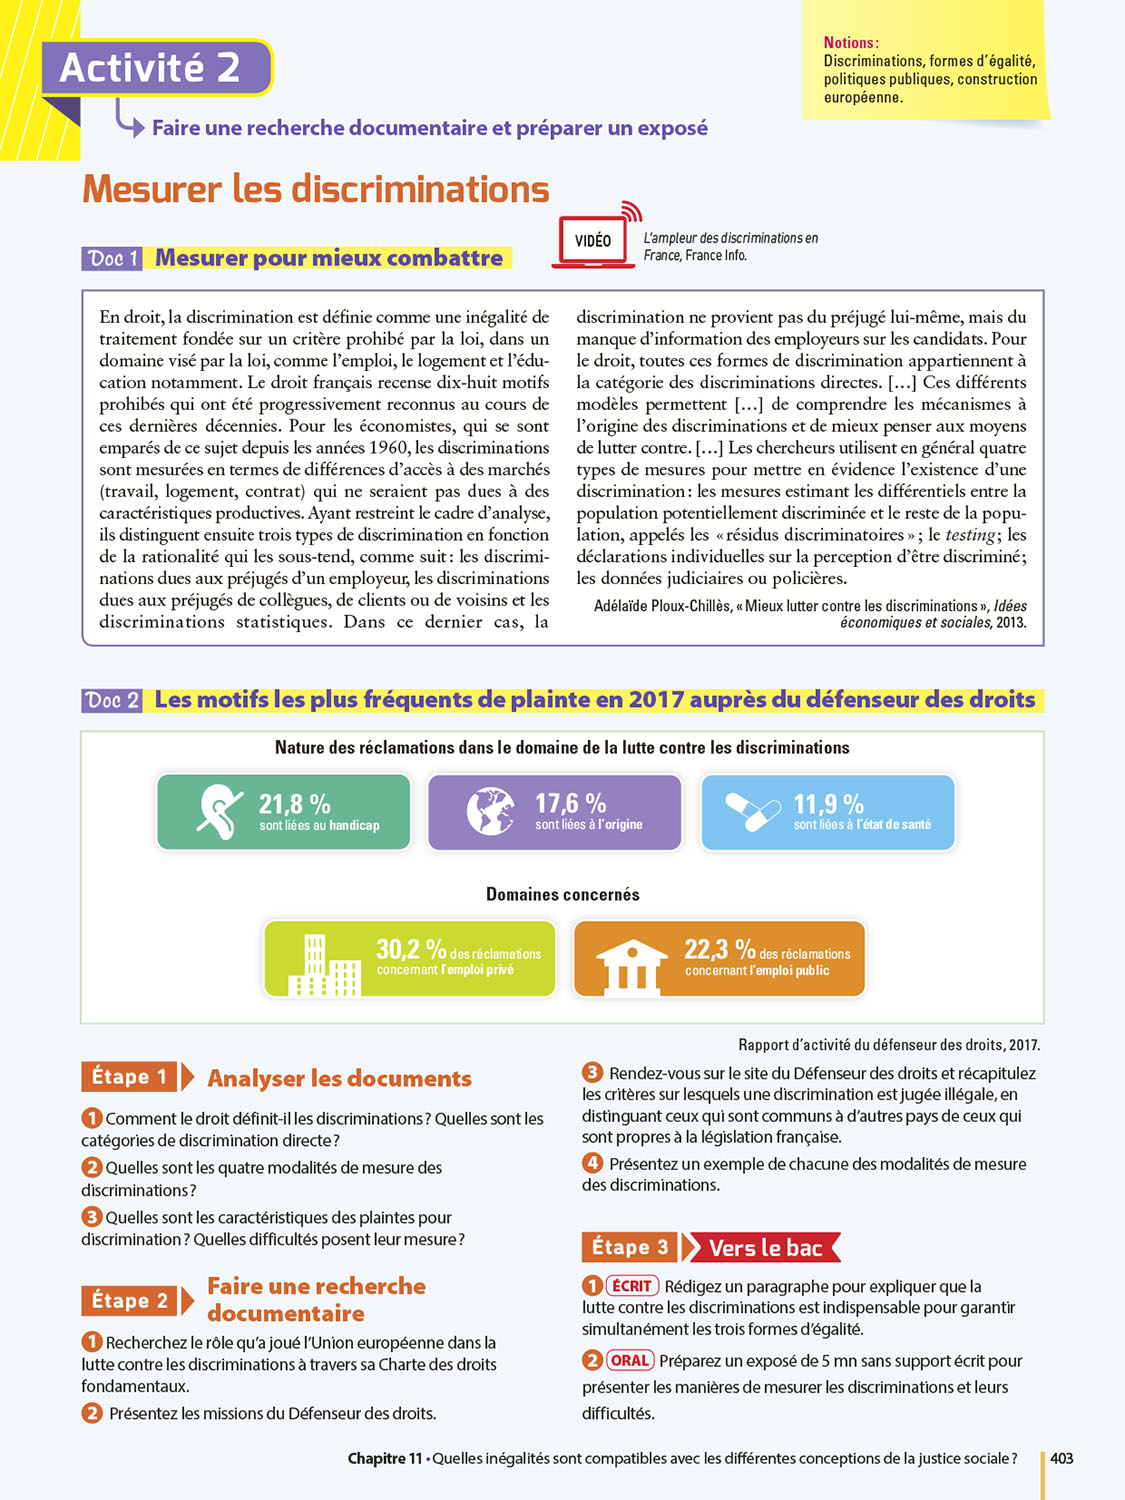 Notions :
Discriminations, formes d'égalité,
politiques publiques, construction
européenne.
Activité 2
Faire une recherche documentaire et préparer un exposé
Mesurer les discriminations
VIDÉO
L'ampleur des discriminations en
France, France Info.
Doc 1 Mesurer pour mieux combattre
En droit, la discrimination est définie comme une inégalité de
traitement fondée sur un critère prohibé par la loi, dans un
domaine visé par la loi, comme l'emploi, le logement et l'édu-
cation notamment. Le droit français recense dix-huit motifs
prohibés qui ont été progressivement reconnus au cours de
ces dernières décennies. Pour les économistes, qui se sont
emparés de ce sujet depuis les années 1960, les discriminations
sont mesurées en termes de différences d'accès à des marchés
(travail, logement, contrat) qui ne seraient pas dues à des
caractéristiques productives. Ayant restreint le cadre d'analyse,
ils distinguent ensuite trois types de discrimination en fonction
de la rationalité qui les sous-tend, comme suit : les discrimi-
nations dues aux préjugés d'un employeur, les discriminations
dues aux préjugés de collègues, de clients ou de voisins et les
discriminations statistiques. Dans ce dernier cas, la
discrimination ne provient pas du préjugé lui-même, mais du
manque d'information des employeurs sur les candidats. Pour
le droit, toutes ces formes de discrimination appartiennent à
la catégorie des discriminations directes. […] Ces différents
modèles permettent […] de comprendre les mécanismes à
l'origine des discriminations et de mieux penser aux moyens
de lutter contre. […] Les chercheurs utilisent en général quatre
types de mesures pour mettre en évidence l'existence d'une
discrimination : les mesures estimant les différentiels entre la
population potentiellement discriminée et le reste de la popu-
lation, appelés les « résidus discriminatoires » ; le testing ; les
déclarations individuelles sur la perception d'être discriminé ;
les données judiciaires ou policières.
Adélaïde Ploux-Chillès, « Mieux lutter contre les discriminations », Idées
économiques et sociales, 2013.
Doc 2 Les motifs les plus fréquents de plainte en 2017 auprès du défenseur des droits
Nature des réclamations dans le domaine de la lutte contre les discriminations
21,8 %
sont liées au handicap
17,6 %
sont liées à l'origine
11,9 %
sont liées à l'état de santé
Domaines concernés
30,2 % des réclamations
concernant l'emploi privé
22,3 % des réclamations
concernant l'emploi public
Rapport d'activité du défenseur des droits, 2017.
Étape 1 Analyser les documents
1 Comment le droit définit-il les discriminations ? Quelles sont les
catégories de discrimination directe ?
2 Quelles sont les quatre modalités de mesure des
discriminations ?
3 Quelles sont les caractéristiques des plaintes pour
discrimination ? Quelles difficultés posent leur mesure ?
Étape 2 Faire une recherche
documentaire
1 Recherchez le rôle qu'a joué l'Union européenne dans la
lutte contre les discriminations à travers sa Charte des droits
fondamentaux.
2 Présentez les missions du Défenseur des droits.
3 Rendez-vous sur le site du Défenseur des droits et récapitulez
les critères sur lesquels une discrimination est jugée illégale, en
distinguant ceux qui sont communs à d'autres pays de ceux qui
sont propres à la législation française.
4 Présentez un exemple de chacune des modalités de mesure
des discriminations.
Étape 3 Vers le bac
1 ÉCRIT Rédigez un paragraphe pour expliquer que la
lutte contre les discriminations est indispensable pour garantir
simultanément les trois formes d'égalité.
2 ORAL Préparez un exposé de 5 mn sans support écrit pour
présenter les manières de mesurer les discriminations et leurs
difficultés.
Chapitre 11 • Quelles inégalités sont compatibles avec les différentes conceptions de la justice sociale ? 403